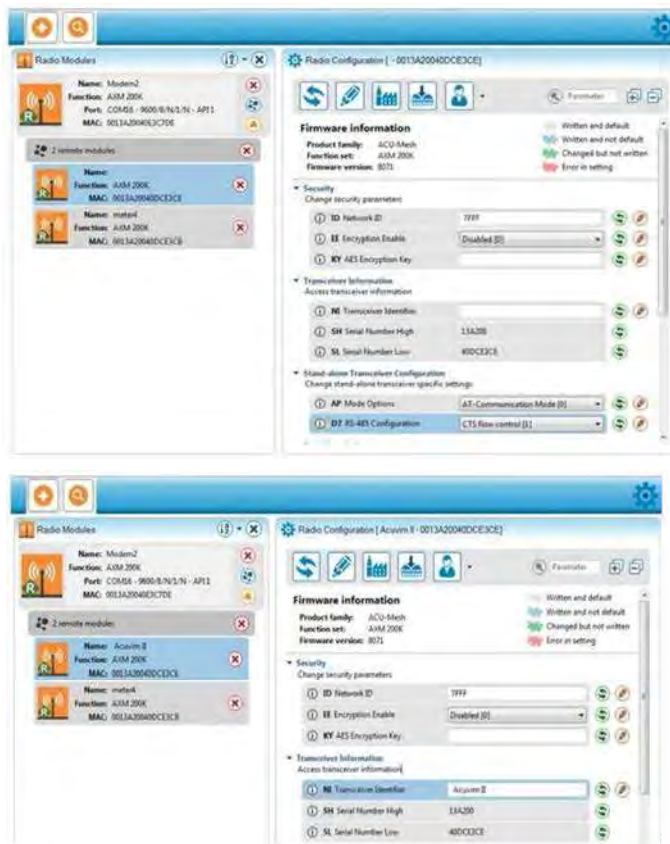 Radio Modules
Name: Modem2
Function: AXM 200K
Port: COM16 - 9600/8/N/1/N - API1
MAC: 0013A20040E3C7DE
2 remote modules
Name:
Function: AXM 200K
MAC: 0013A20040DCE3CE
Name: meter4
Function: AXM 200K
MAC: 0013A20040DCE3CB
Radio Configuration [ - 0013A20040DCE3CE]
Parameter
Firmware information
Product family: ACU-Mesh
Function set: AXM 200K
Firmware version: 8071
Written and default
Written and not default
Changed but not written
Error in setting
Security
Change security parameters
ID Network ID 7FFF
EE Encryption Enable Disabled [0]
KY AES Encryption Key
Transceiver Information
Access transceiver information
NI Transceiver Identifier
SH Serial Number High 13A200
SL Serial Number Low 40DCE3CE
Stand-alone Transceiver Configuration
Change stand-alone transceiver specific settings
AP Mode Options AT-Communication Mode [0]
D7 RS-485 Configuration CTS flow control [1]
Radio Modules
Name: Modem2
Function: AXM 200K
Port: COM16 - 9600/8/N/1/N - API1
MAC: 0013A20040E3C7DE
2 remote modules
Name: Acuvim II
Function: AXM 200K
MAC: 0013A20040DCE3CE
Name: meter4
Function: AXM 200K
MAC: 0013A20040DCE3CB
Radio Configuration [ Acuvim II - 0013A20040DCE3CE]
Parameter
Firmware information
Product family: ACU-Mesh
Function set: AXM 200K
Firmware version: 8071
Written and default
Written and not default
Changed but not written
Error in setting
Security
Change security parameters
ID Network ID 7FFF
EE Encryption Enable Disabled [0]
KY AES Encryption Key
Transceiver Information
Access transceiver information
NI Transceiver Identifier Acuvim II
SH Serial Number High 13A200
SL Serial Number Low 40DCE3CE